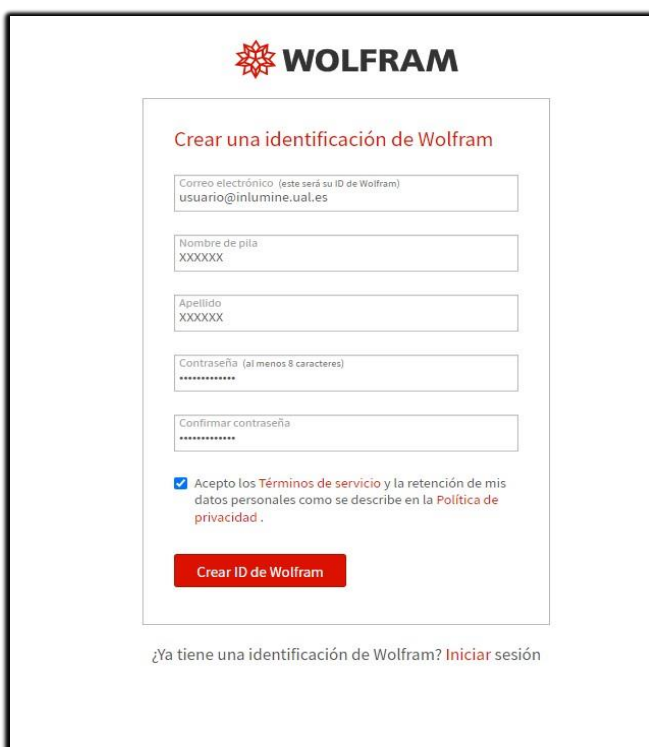 WOLFRAM
Crear una identificación de Wolfram
Correo electrónico (este será su ID de Wolfram)
usuario@inlumine.ual.es
Nombre de pila
XXXXXX
Apellido
XXXXXX
Contraseña (al menos 8 caracteres)
•••••••••••••
Confirmar contraseña
•••••••••••••
Acepto los Términos de servicio y la retención de mis
datos personales como se describe en la Política de
privacidad .
Crear ID de Wolfram
¿Ya tiene una identificación de Wolfram? Iniciar sesión